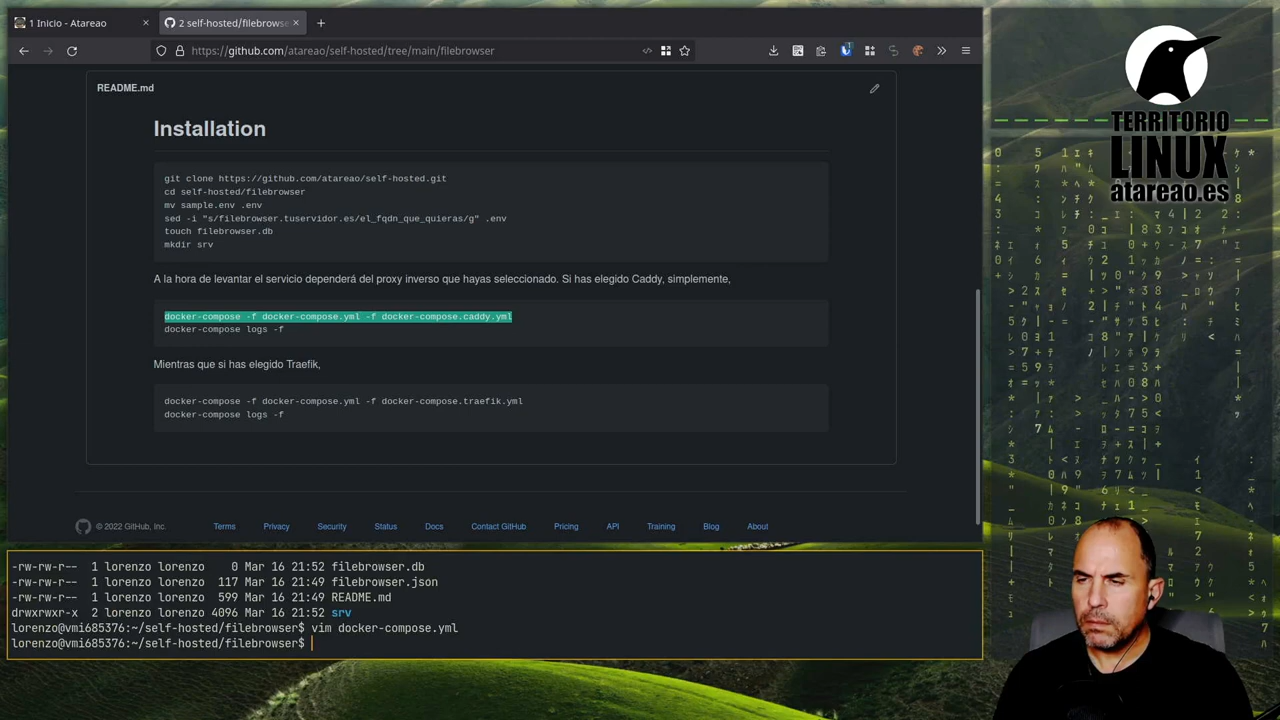 1 Inicio - Atareao
2 self-hosted/filebrowse
https://github.com/atareao/self-hosted/tree/main/filebrowser
README.md
Installation
git clone https://github.com/atareao/self-hosted.git
cd self-hosted/filebrowser
mv sample.env .env
sed -i "s/filebrowser.tuservidor.es/el_fqdn_que_quieras/g" .env
touch filebrowser.db
mkdir srv
A la hora de levantar el servicio dependerá del proxy inverso que hayas seleccionado. Si has elegido Caddy, simplemente,
docker-compose -f docker-compose.yml -f docker-compose.caddy.yml
docker-compose logs -f
Mientras que si has elegido Traefik,
docker-compose -f docker-compose.yml -f docker-compose.traefik.yml
docker-compose logs -f
© 2022 GitHub, Inc.
Terms
Privacy
Security
Status
Docs
Contact GitHub
Pricing
API
Training
Blog
About
-rw-rw-r-- 1 lorenzo lorenzo 0 Mar 16 21:52 filebrowser.db
-rw-rw-r-- 1 lorenzo lorenzo 117 Mar 16 21:49 filebrowser.json
-rw-rw-r-- 1 lorenzo lorenzo 599 Mar 16 21:49 README.md
drwxrwxr-x 2 lorenzo lorenzo 4096 Mar 16 21:52 srv
lorenzo@vmi685376:~/self-hosted/filebrowser$ vim docker-compose.yml
lorenzo@vmi685376:~/self-hosted/filebrowser$
TERRITORIO
LINUX
atareao.es